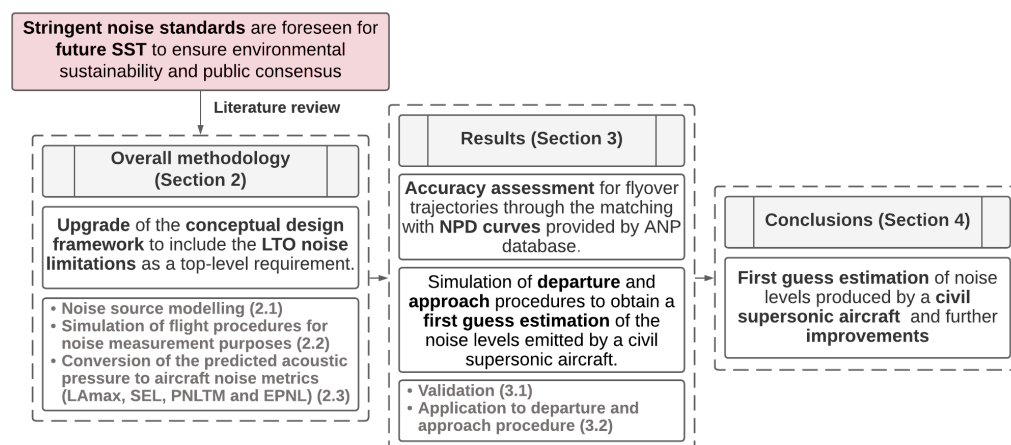 Stringent noise standards are foreseen for
future SST to ensure environmental
sustainability and public consensus
Literature review
Overall methodology
(Section 2)
Upgrade of the conceptual design
framework to include the LTO noise
limitations as a top-level requirement.
• Noise source modelling (2.1)
• Simulation of flight procedures for
noise measurement purposes (2.2)
• Conversion of the predicted acoustic
pressure to aircraft noise metrics
(LAmax, SEL, PNLTM and EPNL) (2.3)
Results (Section 3)
Accuracy assessment for flyover
trajectories through the matching
with NPD curves provided by ANP
database.
Simulation of departure and
approach procedures to obtain a
first guess estimation of the
noise levels emitted by a civil
supersonic aircraft.
• Validation (3.1)
• Application to departure and
approach procedure (3.2)
Conclusions (Section 4)
First guess estimation of noise
levels produced by a civil
supersonic aircraft and further
improvements